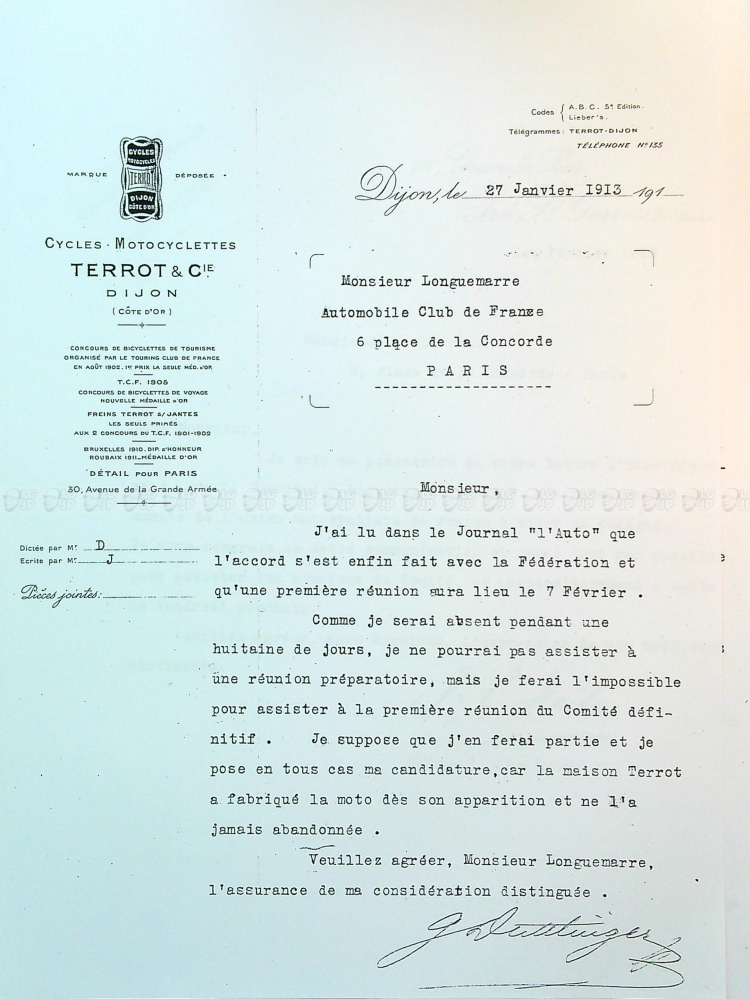 Codes { A.B.C. 5e Edition.
Lieber's.
Télégrammes: TERROT-DIJON
TÉLÉPHONE No 155
MARQUE DÉPOSÉE
CYCLES
MOTOCYCLES
TERROT
DIJON
CÔTE D'OR
Dijon, le 27 Janvier 1913 191
CYCLES · MOTOCYCLETTES
TERROT & CIE
DIJON
(CÔTE D'OR)
CONCOURS DE BICYCLETTES DE TOURISME
ORGANISÉ PAR LE TOURING CLUB DE FRANCE
EN AOÛT 1902. 1er PRIX LA SEULE MÉD. d'OR
T.C.F. 1905
CONCOURS DE BICYCLETTES DE VOYAGE
NOUVELLE MÉDAILLE d'OR
FREINS TERROT S/JANTES
LES SEULS PRIMÉS
AUX 2 CONCOURS DU T.C.F. 1901-1902
BRUXELLES 1910. DIP. d'HONNEUR
ROUBAIX 1911_MÉDAILLE D'OR
DÉTAIL POUR PARIS
30, Avenue de la Grande Armée
Monsieur Longuemarre
Automobile Club de Franze
6 place de la Concorde
PARIS
Monsieur,
Dictée par Mr D
Ecrite par Mr J
Pièces jointes:
J'ai lu dans le Journal "l'Auto" que
l'accord s'est enfin fait avec la Fédération et
qu'une première réunion aura lieu le 7 Février .
Comme je serai absent pendant une
huitaine de jours, je ne pourrai pas assister à
une réunion préparatoire, mais je ferai l'impossible
pour assister à la première réunion du Comité défi-
nitif . Je suppose que j'en ferai partie et je
pose en tous cas ma candidature,car la maison Terrot
a fabriqué la moto dès son apparition et ne l'a
jamais abandonnée .
Veuillez agréer, Monsieur Longuemarre,
l'assurance de ma considération distinguée .